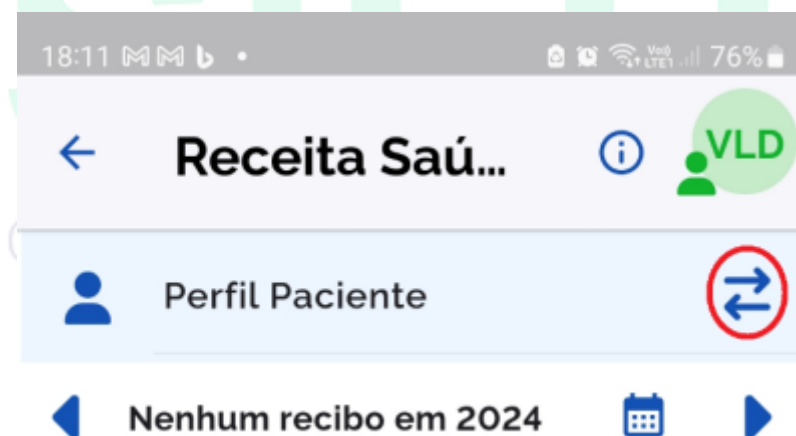 18:11 76%
Receita Saú... VLD
Perfil Paciente
Nenhum recibo em 2024